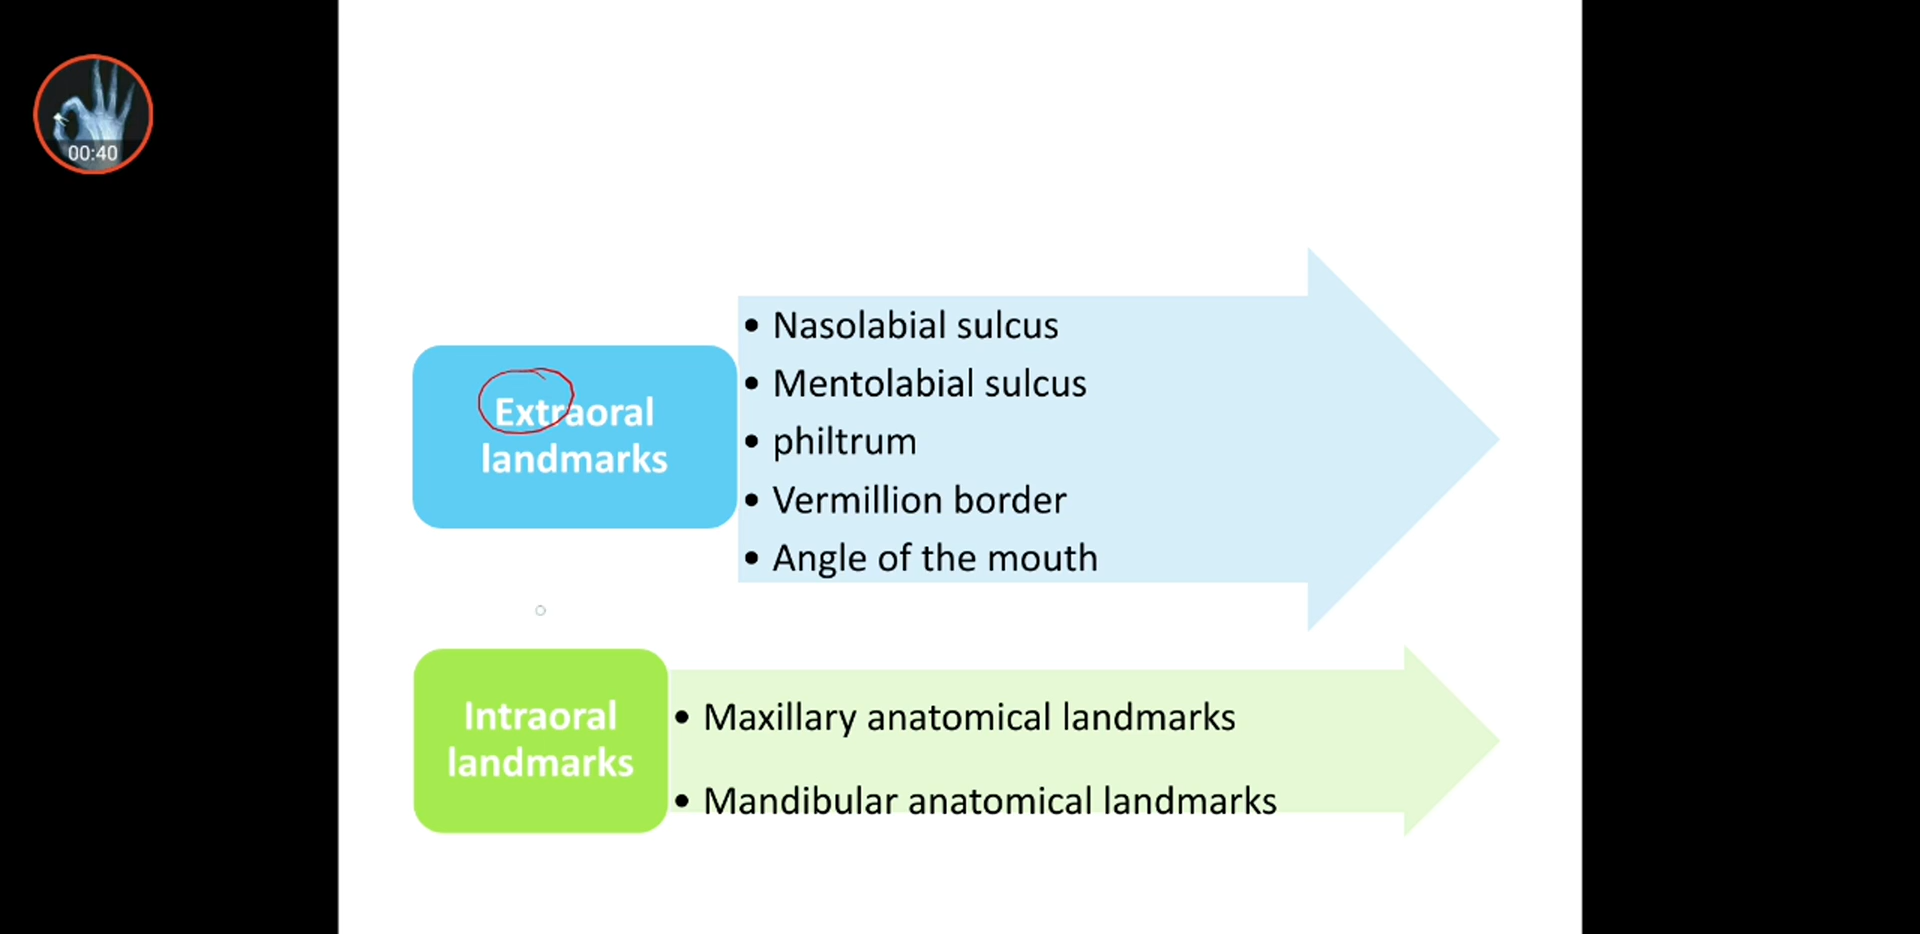 00:40
Extraoral
landmarks
• Nasolabial sulcus
• Mentolabial sulcus
• philtrum
• Vermillion border
• Angle of the mouth
Intraoral
landmarks
• Maxillary anatomical landmarks
• Mandibular anatomical landmarks